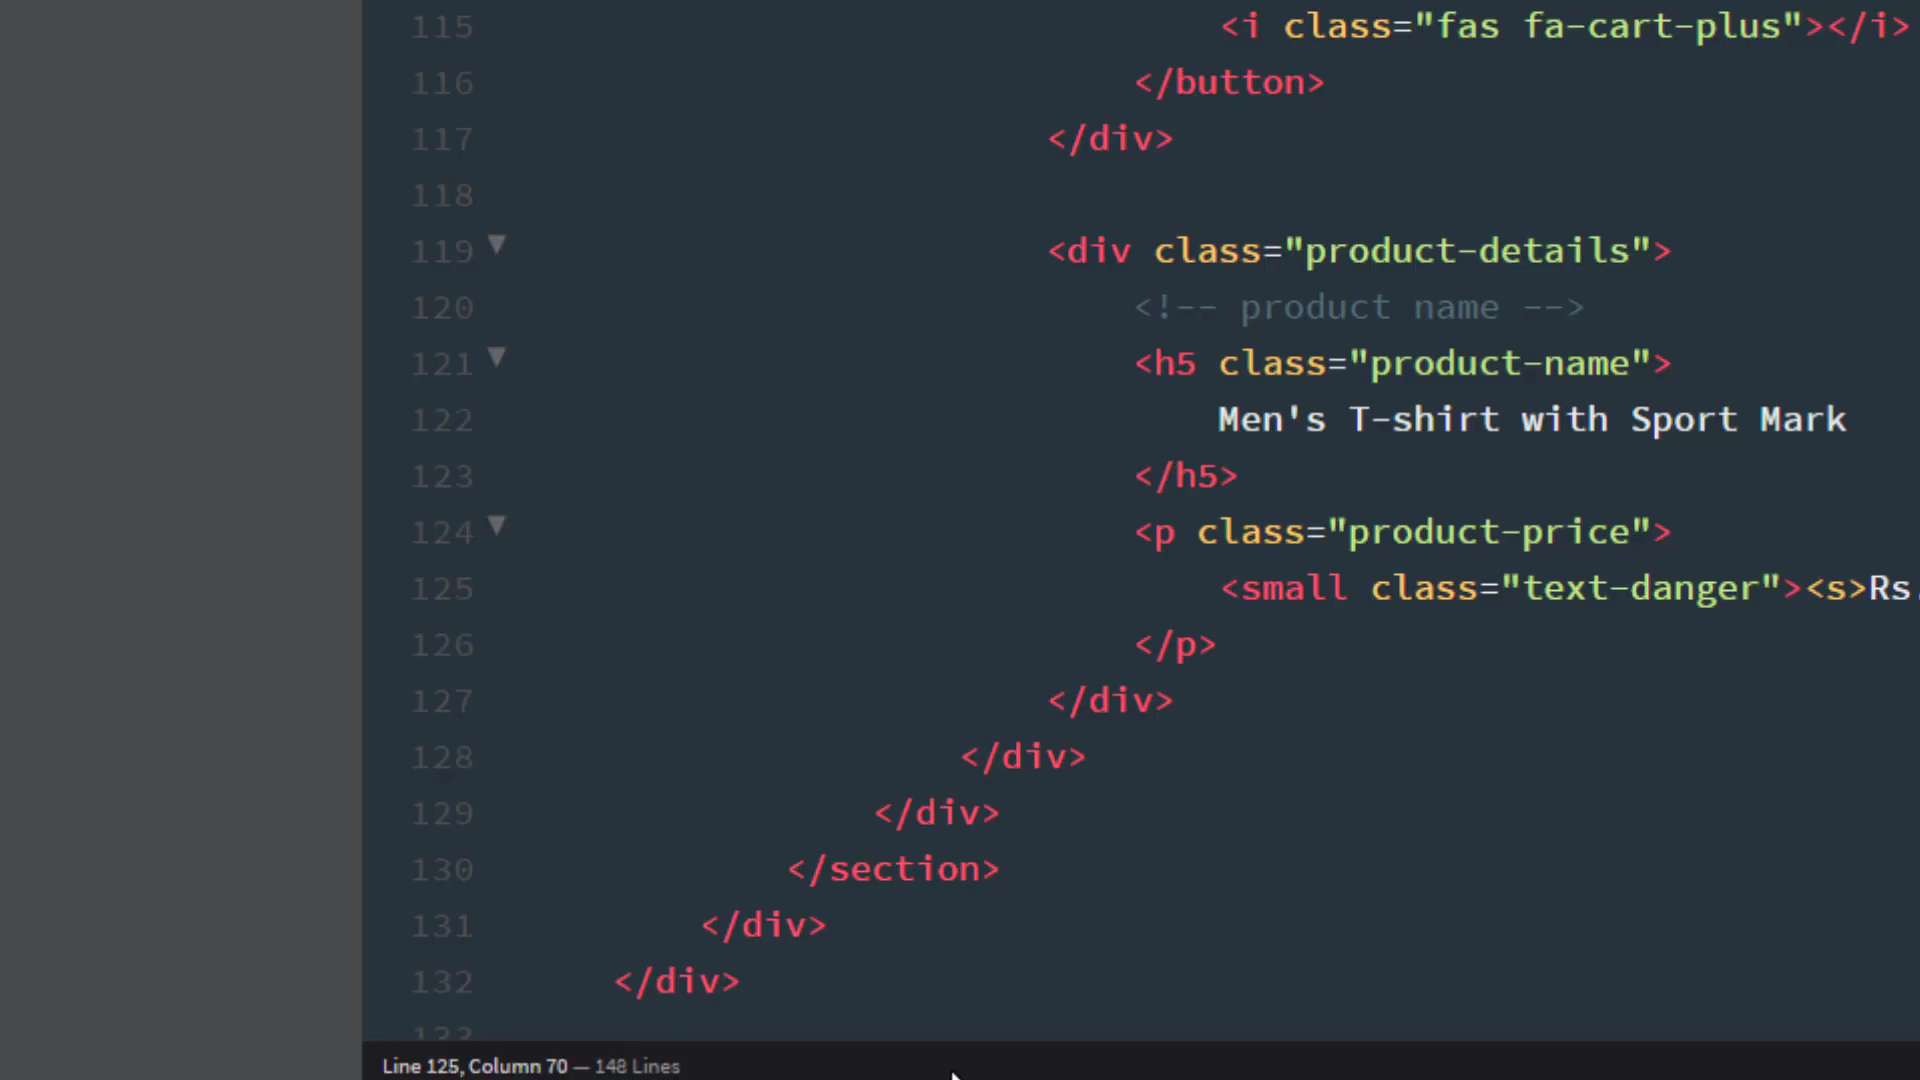 115 <i class="fas fa-cart-plus"></i>
116 </button>
117 </div>
118
119 <div class="product-details">
120 <!-- product name -->
121 <h5 class="product-name">
122 Men's T-shirt with Sport Mark
123 </h5>
124 <p class="product-price">
125 <small class="text-danger"><s>Rs.
126 </p>
127 </div>
128 </div>
129 </div>
130 </section>
131 </div>
132 </div>
133
Line 125, Column 70 — 148 Lines